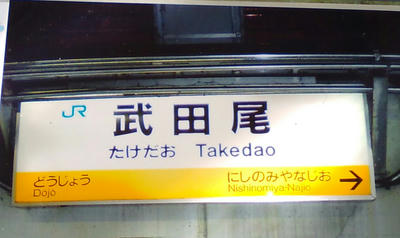 JR 武田尾
たけだお Takedao
どうじょう にしのみやなじお
Dojo Nishinomiya-Najio